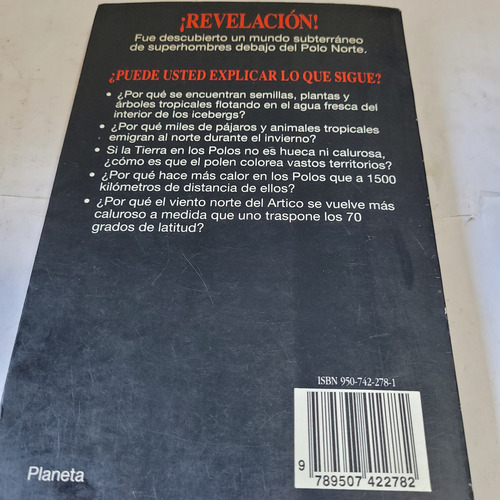 ¡REVELACIÓN!
Fue descubierto un mundo subterráneo
de superhombres debajo del Polo Norte.
¿PUEDE USTED EXPLICAR LO QUE SIGUE?
• ¿Por qué se encuentran semillas, plantas y
árboles tropicales flotando en el agua fresca del
interior de los icebergs?
• ¿Por qué miles de pájaros y animales tropicales
emigran al norte durante el invierno?
• Si la Tierra en los Polos no es hueca ni calurosa,
¿cómo es que el polen colorea vastos territorios?
• ¿Por qué hace más calor en los Polos que a 1500
kilómetros de distancia de ellos?
• ¿Por qué el viento norte del Artico se vuelve más
caluroso a medida que uno traspone los 70
grados de latitud?
ISBN 950-742-278-1
9 789507 422782
Planeta